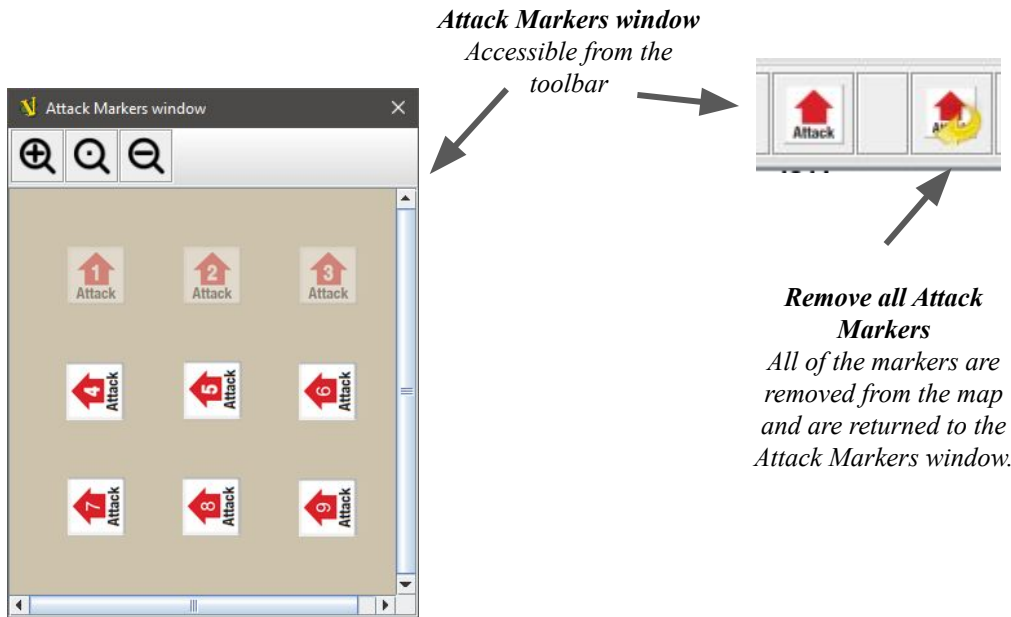 Attack Markers window
Accessible from the
toolbar
Attack Markers window
Attack
1
Attack
2
Attack
3
Attack
4
Attack
5
Attack
6
Attack
7
Attack
8
Attack
9
Attack
Remove all Attack
Markers
All of the markers are
removed from the map
and are returned to the
Attack Markers window.